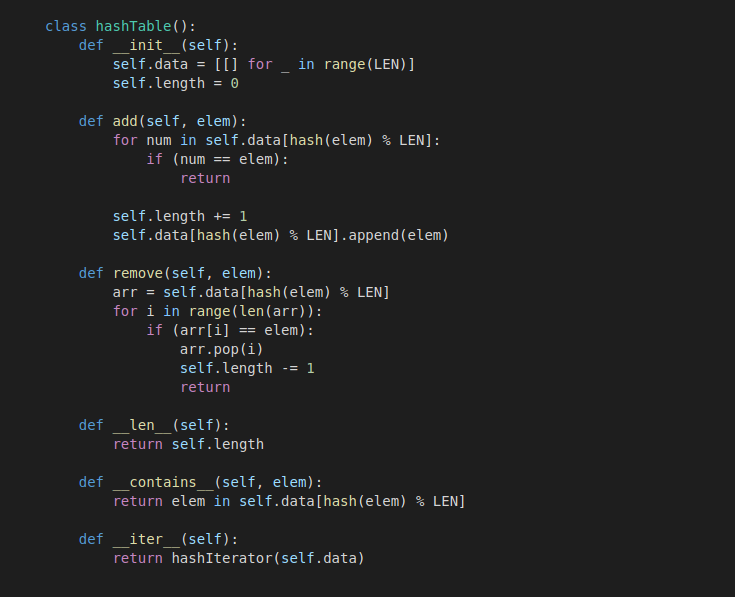 class hashTable():
    def __init__(self):
        self.data = [[] for _ in range(LEN)]
        self.length = 0

    def add(self, elem):
        for num in self.data[hash(elem) % LEN]:
            if (num == elem):
                return

        self.length += 1
        self.data[hash(elem) % LEN].append(elem)

    def remove(self, elem):
        arr = self.data[hash(elem) % LEN]
        for i in range(len(arr)):
            if (arr[i] == elem):
                arr.pop(i)
                self.length -= 1
                return

    def __len__(self):
        return self.length

    def __contains__(self, elem):
        return elem in self.data[hash(elem) % LEN]

    def __iter__(self):
        return hashIterator(self.data)